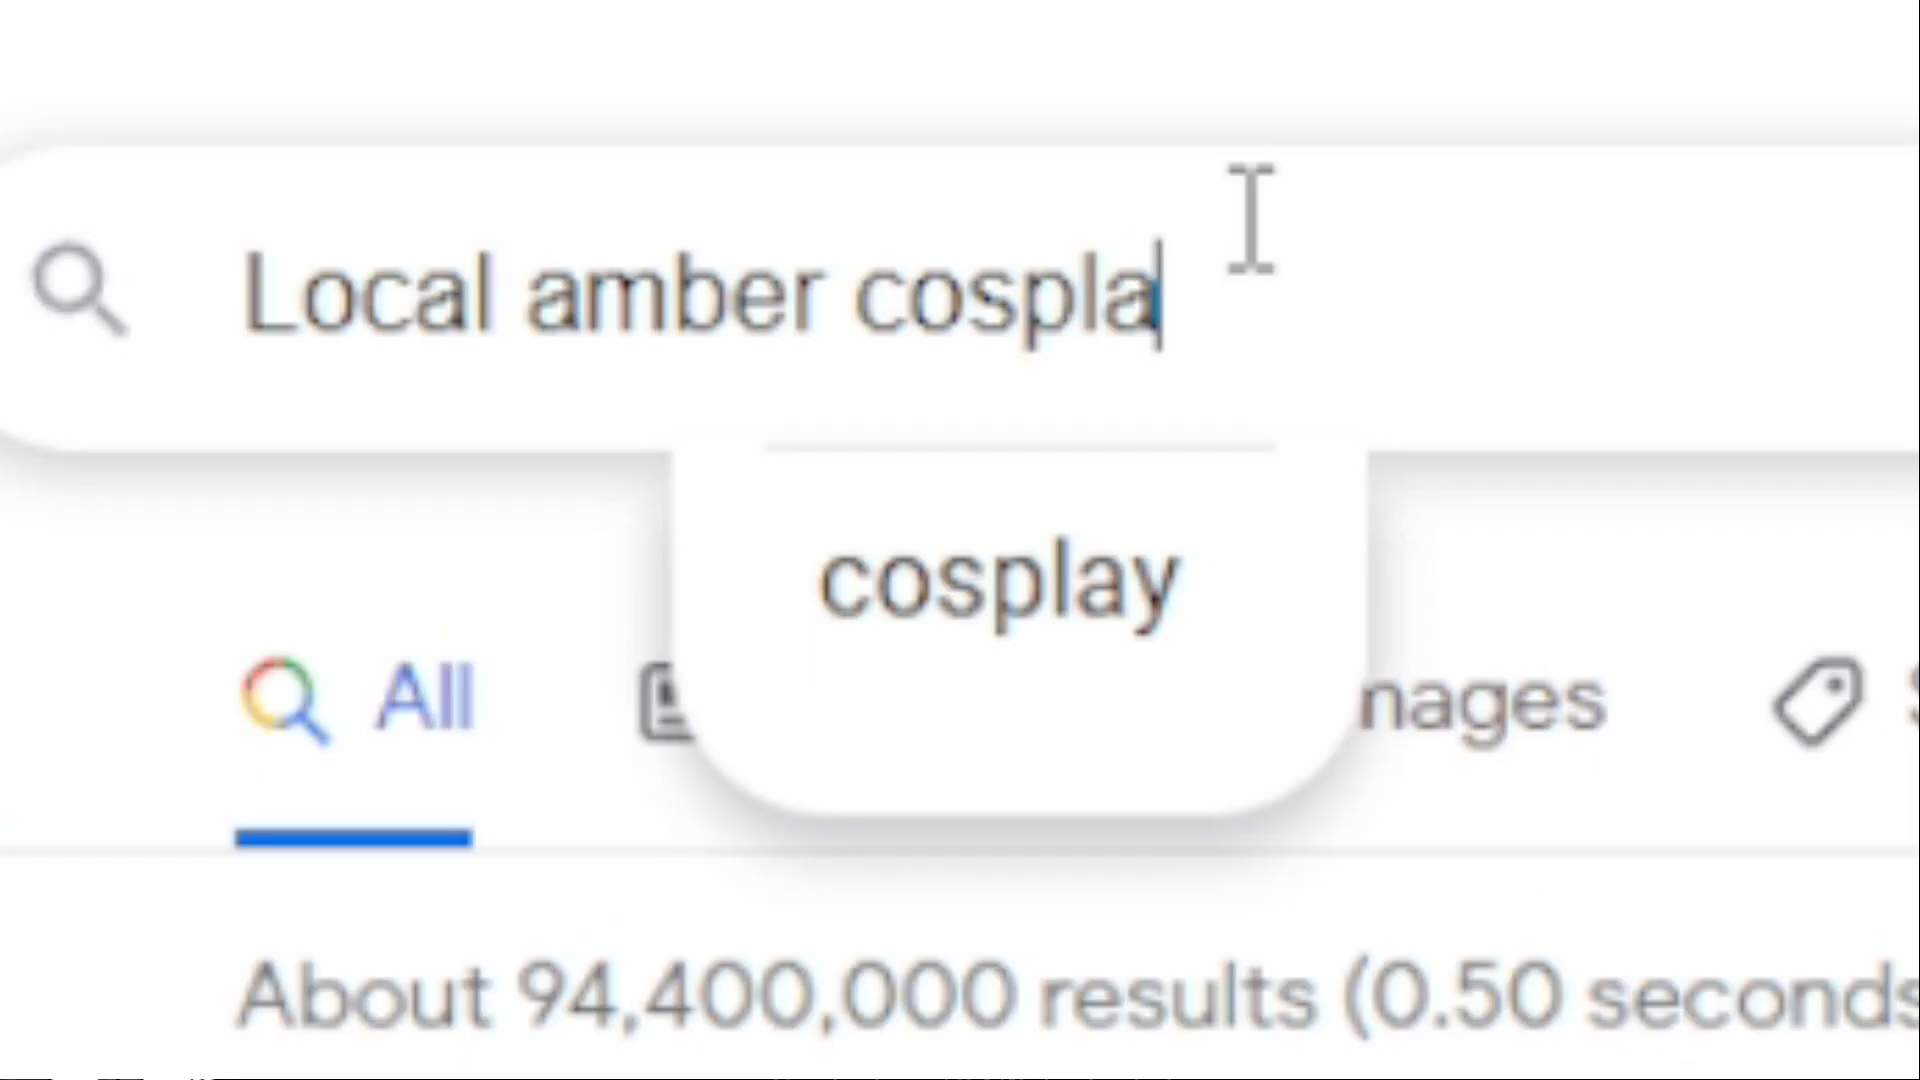 Local amber cospla
cosplay
All nages
About 94,400,000 results (0.50 seconds